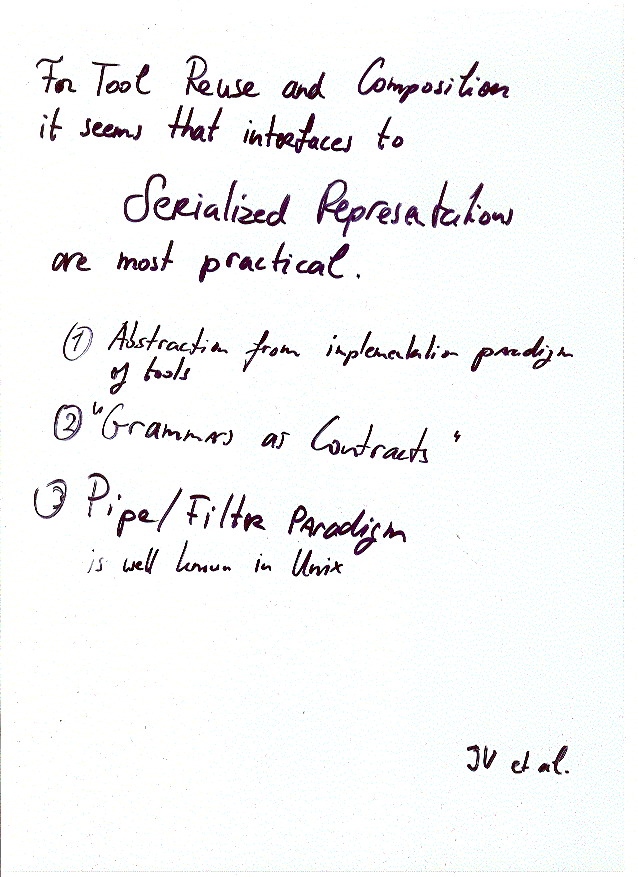 For Tool Reuse and Composition
it seems that interfaces to
Serialized Representations
are most practical.
① Abstraction from implementation paradigm
of tools
② "Grammars as Contracts"
③ Pipe/Filter Paradigm
is well known in Unix
JV et al.